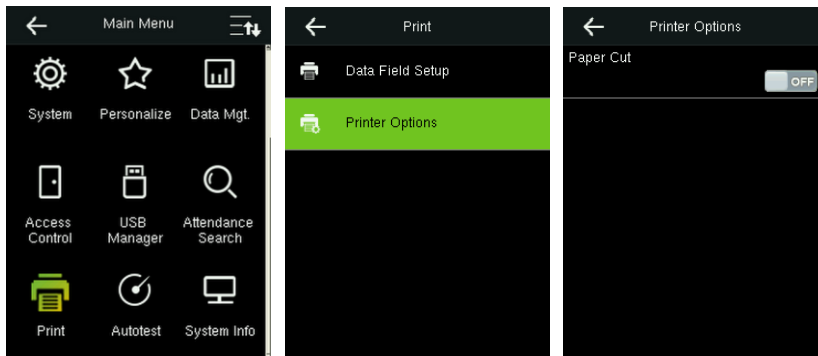 Main Menu
System Personalize Data Mgt.
Access Control USB Manager Attendance Search
Print Autotest System Info
Print
Data Field Setup
Printer Options
Printer Options
Paper Cut
OFF